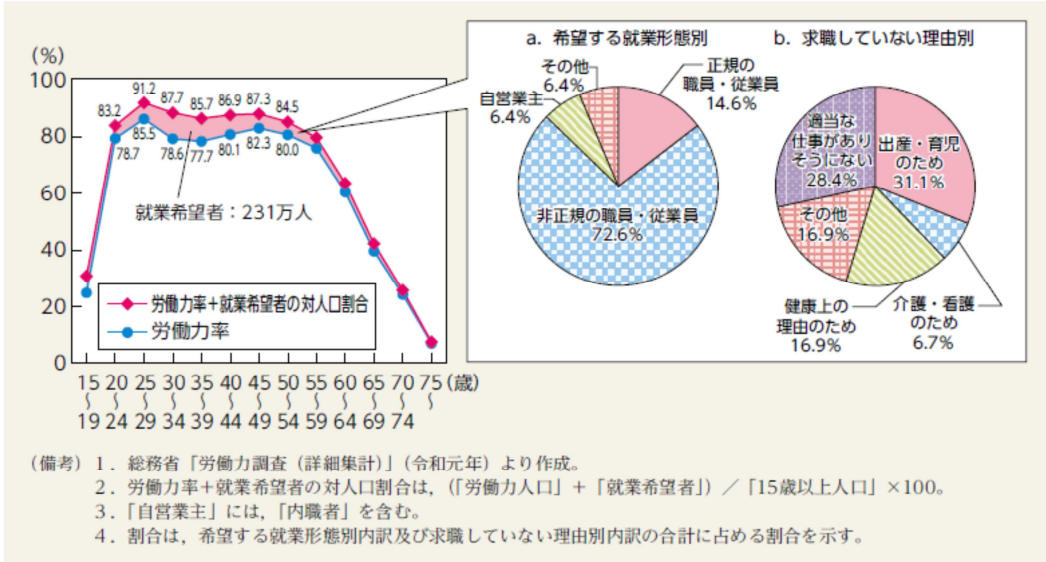 (%)
100
80
60
40
20
0
83.2
91.2
87.7
85.7
86.9
87.3
84.5
78.7
85.5
78.6
77.7
80.1
82.3
80.0
就業希望者：231万人
労働力率＋就業希望者の対人口割合
労働力率
15 20 25 30 35 40 45 50 55 60 65 70 75 (歳)
〜 〜 〜 〜 〜 〜 〜 〜 〜 〜 〜 〜 〜
19 24 29 34 39 44 49 54 59 64 69 74
a. 希望する就業形態別
その他
6.4%
正規の
職員・従業員
14.6%
自営業主
6.4%
非正規の職員・従業員
72.6%
b. 求職していない理由別
適当な
仕事があり
そうにない
28.4%
出産・育児
のため
31.1%
その他
16.9%
健康上の
理由のため
16.9%
介護・看護
のため
6.7%
（備考）１．総務省「労働力調査（詳細集計）」（令和元年）より作成。
２．労働力率＋就業希望者の対人口割合は，（「労働力人口」＋「就業希望者」）／「15歳以上人口」×100。
３．「自営業主」には，「内職者」を含む。
４．割合は，希望する就業形態別内訳及び求職していない理由別内訳の合計に占める割合を示す。